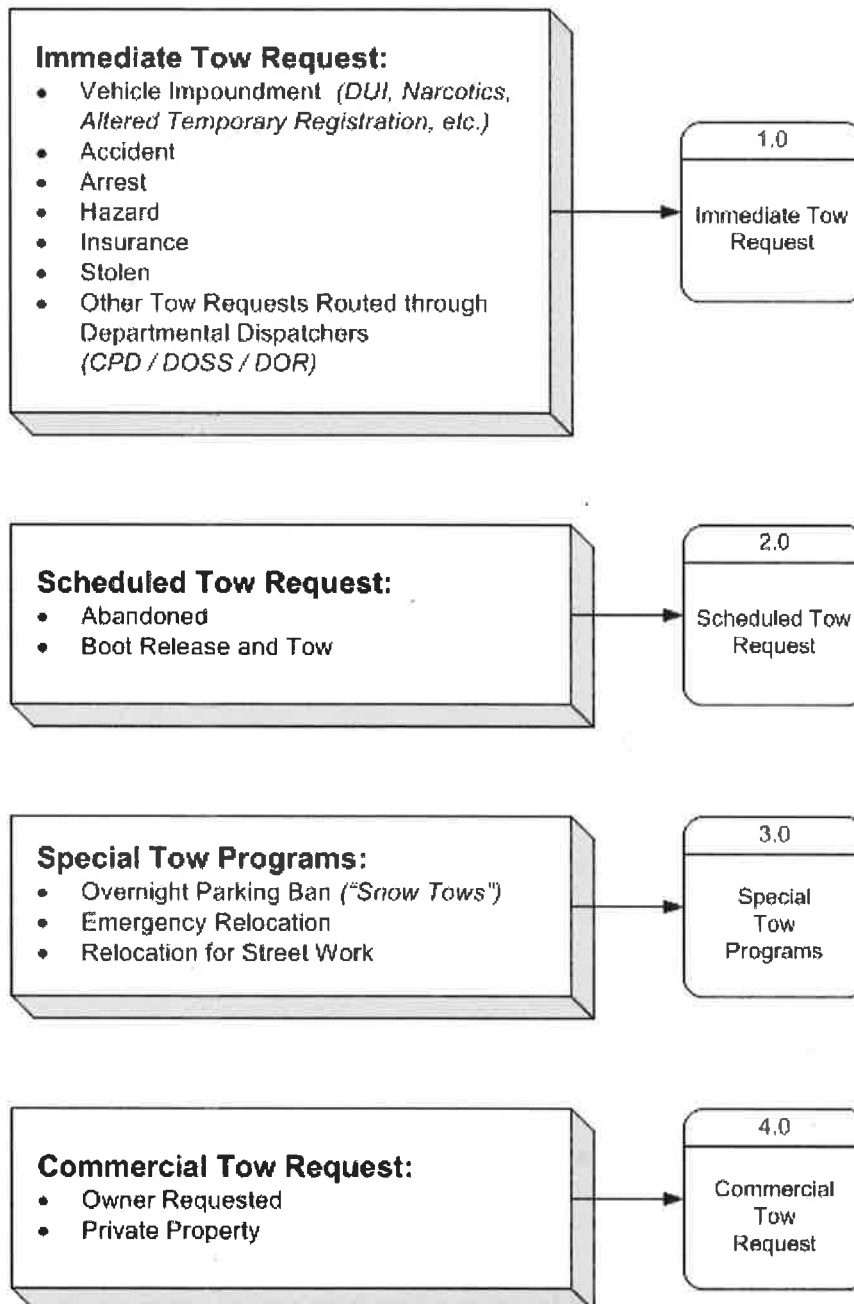 Immediate Tow Request:
• Vehicle Impoundment (DUI, Narcotics,
Altered Temporary Registration, etc.)
• Accident
• Arrest
• Hazard
• Insurance
• Stolen
• Other Tow Requests Routed through
Departmental Dispatchers
(CPD / DOSS / DOR)
1.0
Immediate Tow
Request
Scheduled Tow Request:
• Abandoned
• Boot Release and Tow
2.0
Scheduled Tow
Request
Special Tow Programs:
• Overnight Parking Ban ("Snow Tows")
• Emergency Relocation
• Relocation for Street Work
3.0
Special
Tow
Programs
Commercial Tow Request:
• Owner Requested
• Private Property
4.0
Commercial
Tow
Request